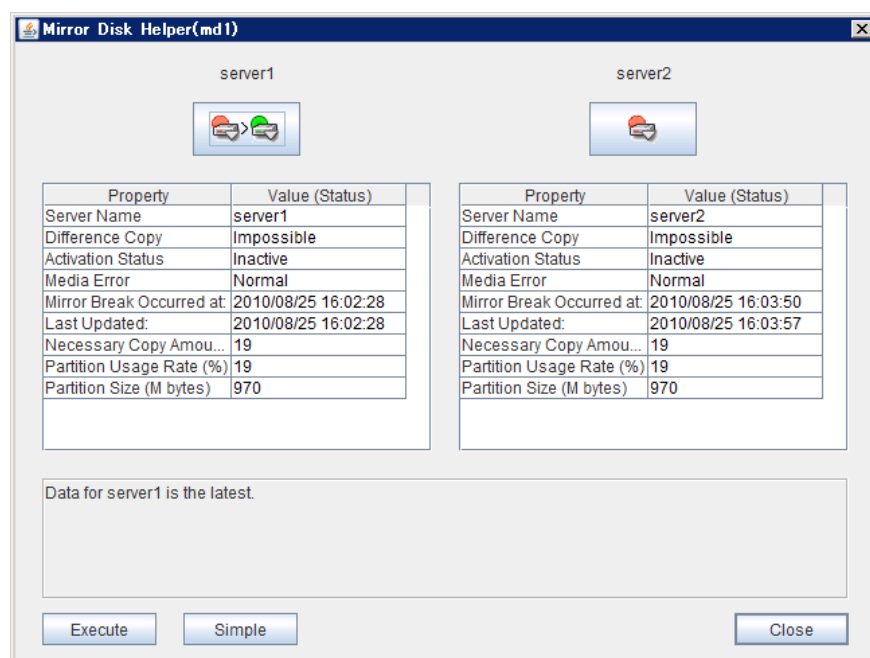 Mirror Disk Helper(md1)
server1
server2
Property Value (Status)
Server Name server1
Difference Copy Impossible
Activation Status Inactive
Media Error Normal
Mirror Break Occurred at: 2010/08/25 16:02:28
Last Updated: 2010/08/25 16:02:28
Necessary Copy Amou... 19
Partition Usage Rate (%) 19
Partition Size (M bytes) 970
Property Value (Status)
Server Name server2
Difference Copy Impossible
Activation Status Inactive
Media Error Normal
Mirror Break Occurred at: 2010/08/25 16:03:50
Last Updated: 2010/08/25 16:03:57
Necessary Copy Amou... 19
Partition Usage Rate (%) 19
Partition Size (M bytes) 970
Data for server1 is the latest.
Execute
Simple
Close